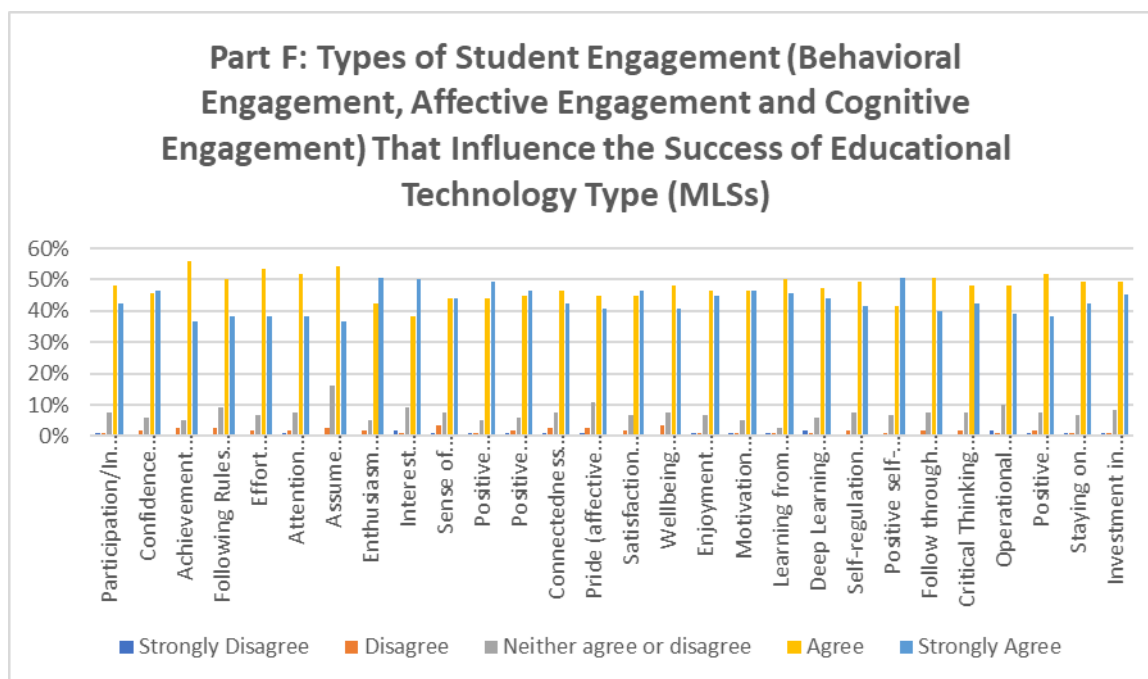 Part F: Types of Student Engagement (Behavioral
Engagement, Affective Engagement and Cognitive
Engagement) That Influence the Success of Educational
Technology Type (MLSs)
60%
50%
40%
30%
20%
10%
0%
Participation/In...
Confidence...
Achievement...
Following Rules...
Effort...
Attention...
Assume...
Enthusiasm...
Interest...
Sense of...
Positive...
Positive...
Connectedness...
Pride (affective...
Satisfaction...
Wellbeing...
Enjoyment...
Motivation...
Learning from...
Deep Learning...
Self-regulation...
Positive self-...
Follow through...
Critical Thinking...
Operational...
Positive...
Staying on...
Investment in...
Strongly Disagree
Disagree
Neither agree or disagree
Agree
Strongly Agree